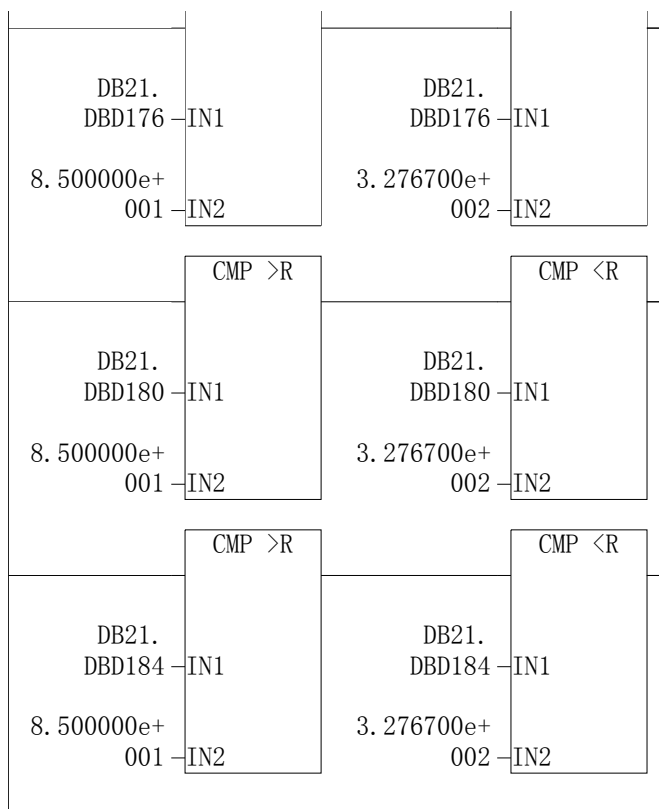 DB21. DB21.
DBD176 IN1 DBD176 IN1
8.500000e+ 3.276700e+
001 IN2 002 IN2
CMP >R CMP <R
DB21. DB21.
DBD180 IN1 DBD180 IN1
8.500000e+ 3.276700e+
001 IN2 002 IN2
CMP >R CMP <R
DB21. DB21.
DBD184 IN1 DBD184 IN1
8.500000e+ 3.276700e+
001 IN2 002 IN2